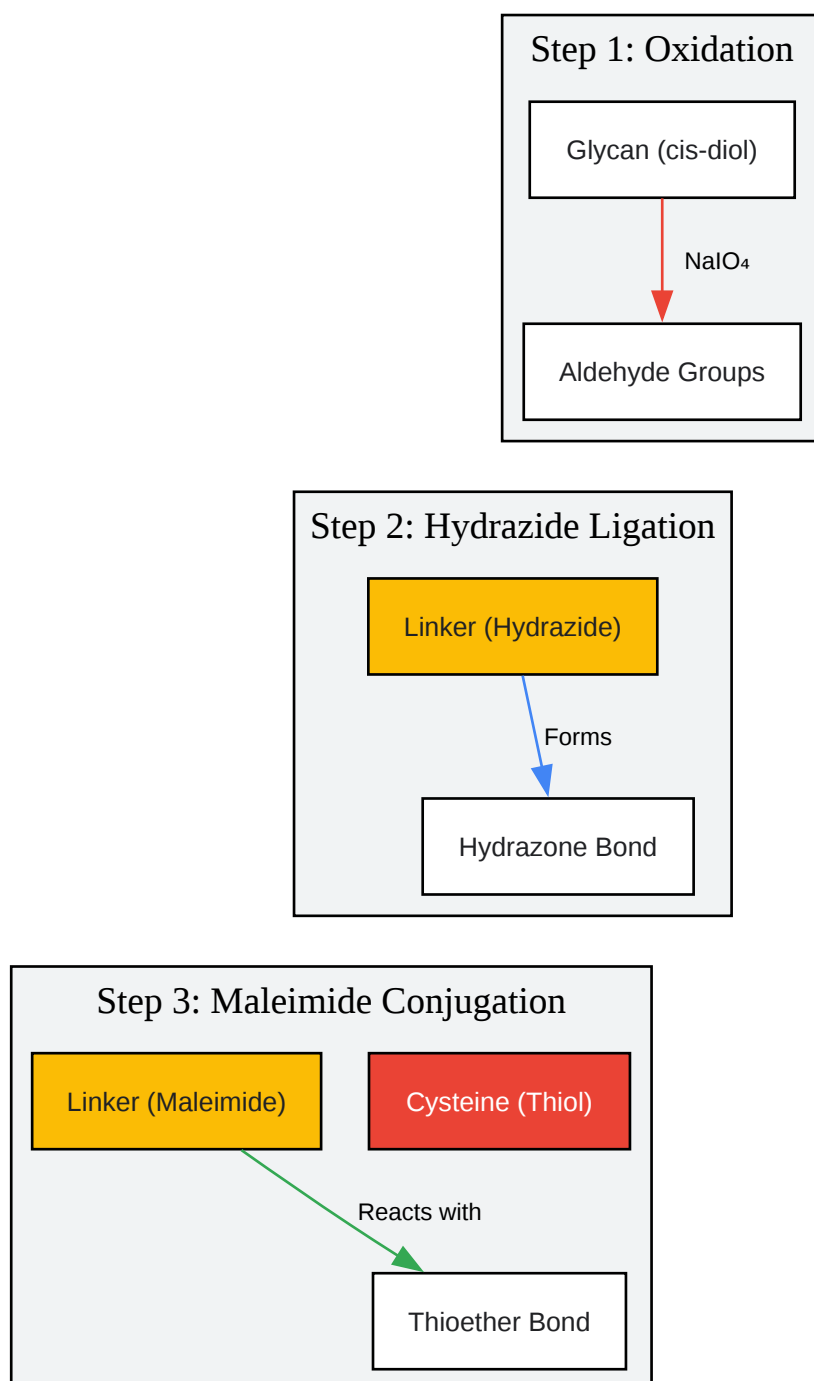 Step 1: Oxidation
Glycan (cis-diol)
NaIO₄
Aldehyde Groups
Step 2: Hydrazide Ligation
Linker (Hydrazide)
Forms
Hydrazone Bond
Step 3: Maleimide Conjugation
Linker (Maleimide)
Cysteine (Thiol)
Reacts with
Thioether Bond